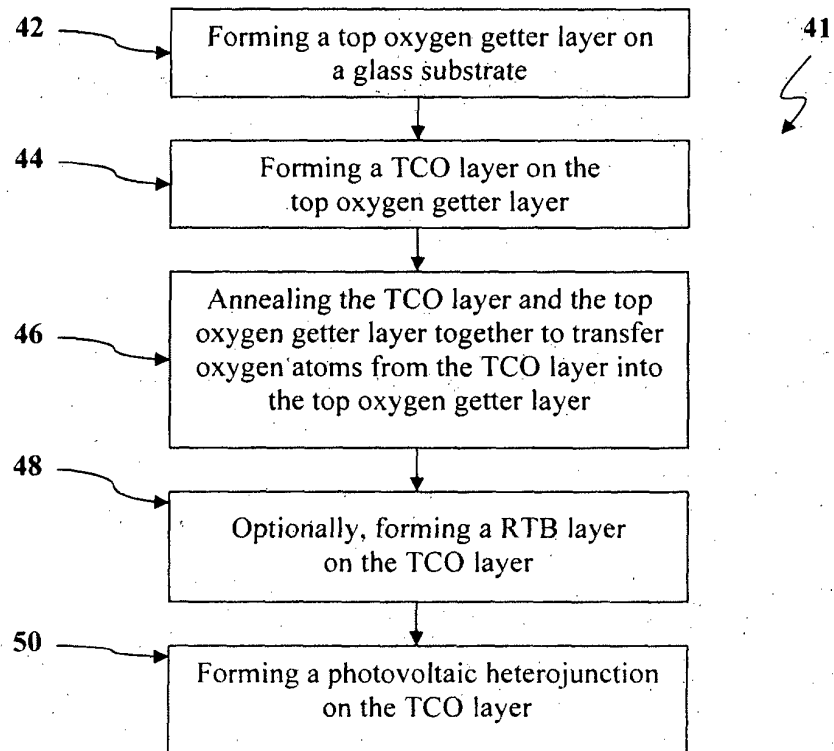 42
Forming a top oxygen getter layer on
a glass substrate
41
44
Forming a TCO layer on the
top oxygen getter layer
46
Annealing the TCO layer and the top
oxygen getter layer together to transfer
oxygen atoms from the TCO layer into
the top oxygen getter layer
48
Optionally, forming a RTB layer
on the TCO layer
50
Forming a photovoltaic heterojunction
on the TCO layer